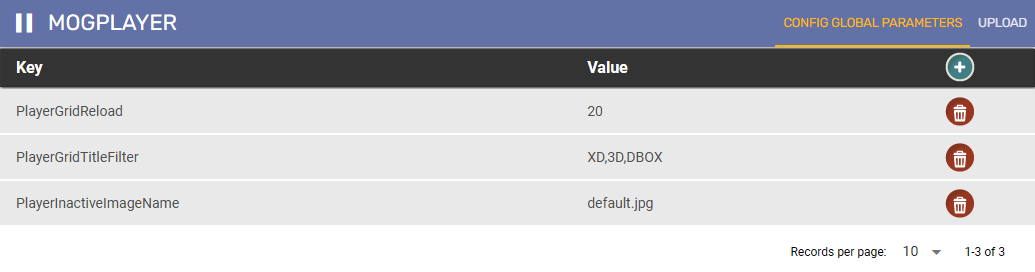 MOGPLAYER CONFIG GLOBAL PARAMETERS UPLOAD
Key Value
PlayerGridReload 20
PlayerGridTitleFilter XD,3D,DBOX
PlayerInactiveImageName default.jpg
Records per page: 10 1-3 of 3